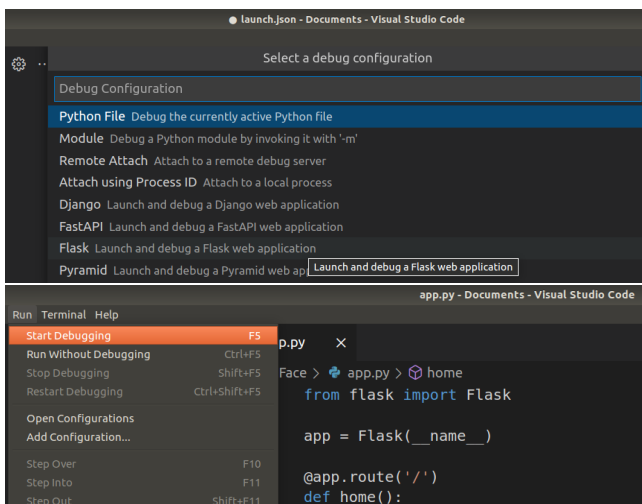 ● launch.json - Documents - Visual Studio Code
Select a debug configuration
Debug Configuration
Python File Debug the currently active Python file
Module Debug a Python module by invoking it with '-m'
Remote Attach Attach to a remote debug server
Attach using Process ID Attach to a local process
Django Launch and debug a Django web application
FastAPI Launch and debug a FastAPI web application
Flask Launch and debug a Flask web application
Pyramid Launch and debug a Pyramid web
Launch and debug a Flask web application
app.py - Documents - Visual Studio Code
Run Terminal Help
Start Debugging F5
Run Without Debugging Ctrl+F5
Stop Debugging Shift+F5
Restart Debugging Ctrl+Shift+F5
Open Configurations
Add Configuration...
Step Over F10
Step Into F11
Step Out Shift+F11
p.py ×
Face > app.py > home
from flask import Flask
app = Flask(__name__)
@app.route('/')
def home():